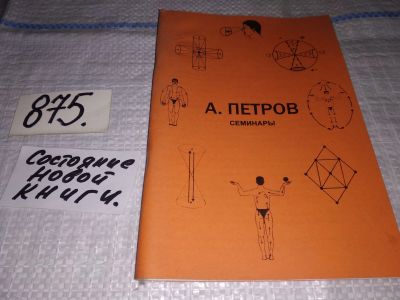 875.
Состояние
новой
книги.
А. ПЕТРОВ
СЕМИНАРЫ